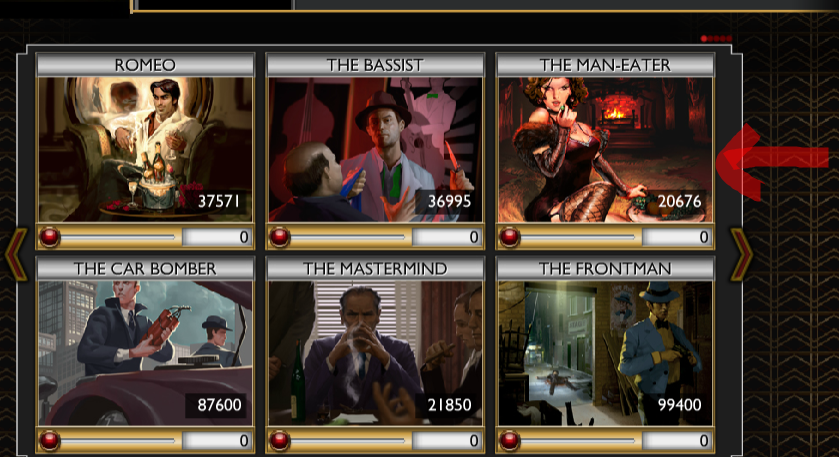 ROMEO
THE BASSIST
THE MAN-EATER
37571
36995
20676
0
0
0
THE CAR BOMBER
THE MASTERMIND
THE FRONTMAN
87600
21850
99400
0
0
0